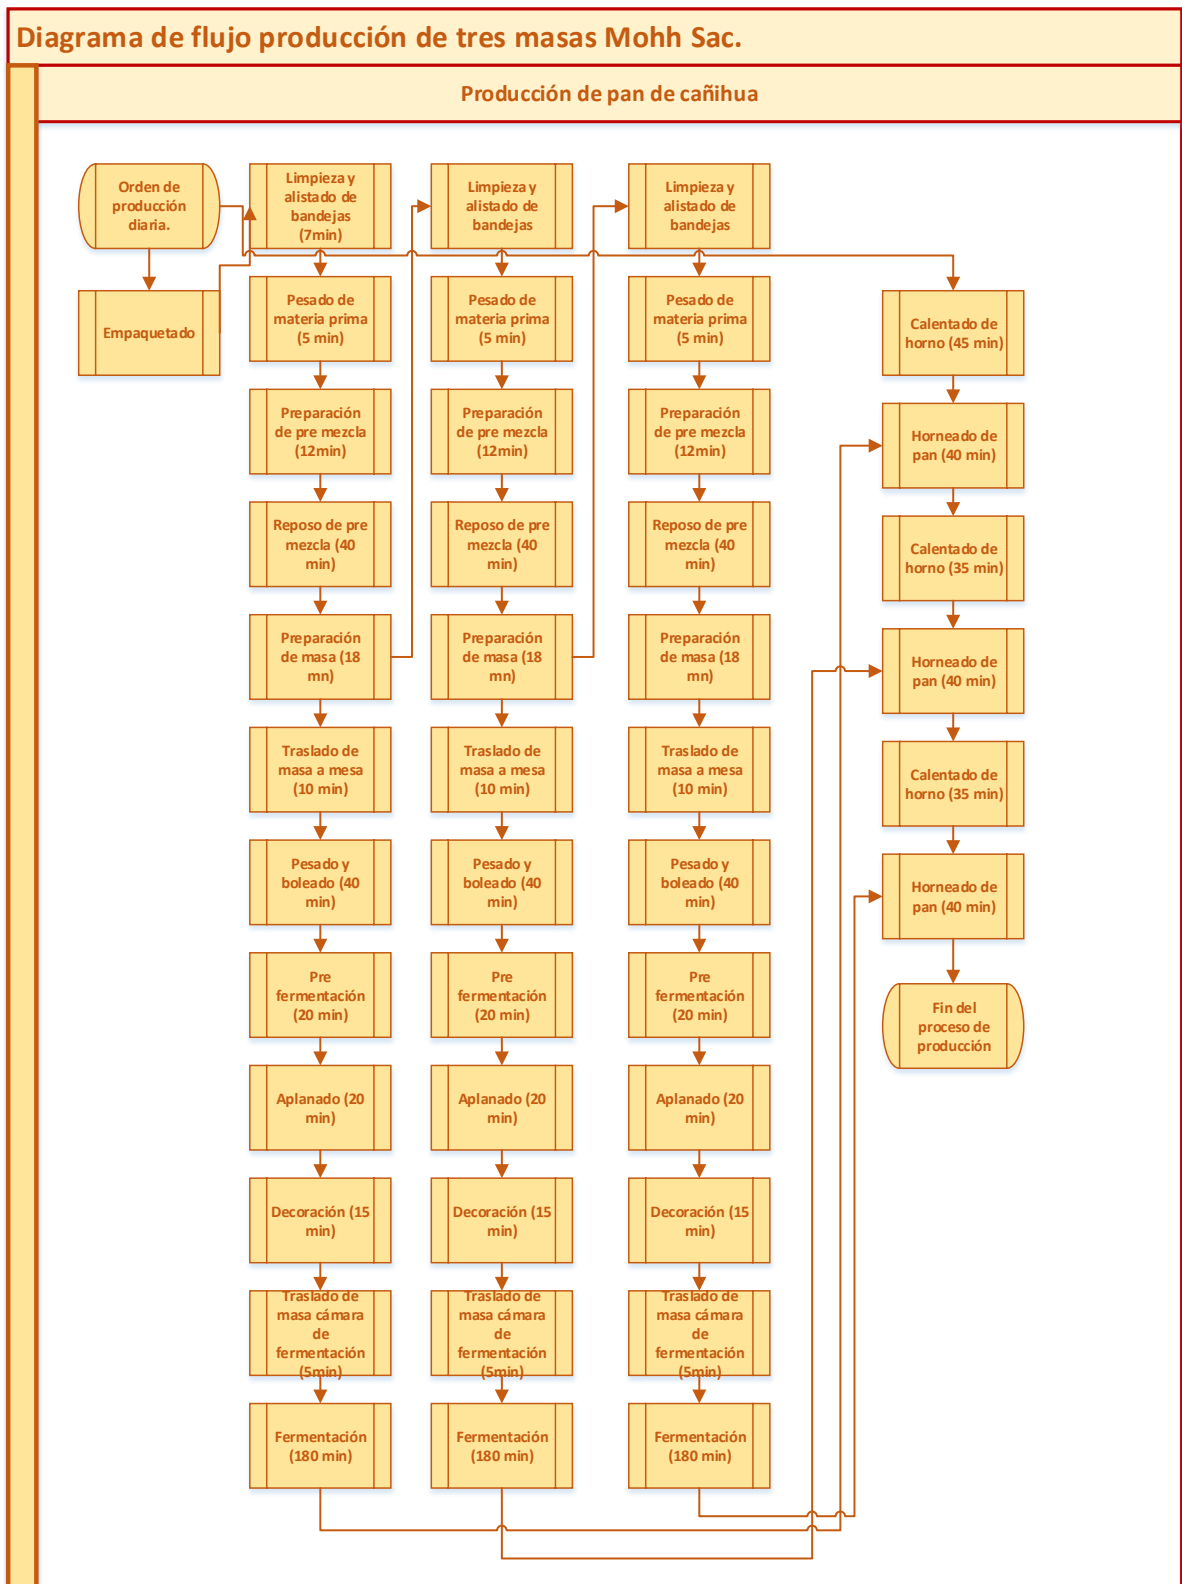 Diagrama de flujo producción de tres masas Mohh Sac.
Producción de pan de cañihua
Orden de
producción
diaria.
Empaquetado
Limpieza y
alistado de
bandejas
(7min)
Pesado de
materia prima
(5 min)
Preparación
de pre mezcla
(12min)
Reposo de pre
mezcla (40
min)
Preparación
de masa (18
mn)
Traslado de
masa a mesa
(10 min)
Pesado y
boleado (40
min)
Pre
fermentación
(20 min)
Aplanado (20
min)
Decoración (15
min)
Traslado de
masa cámara
de
fermentación
(5min)
Fermentación
(180 min)
Limpieza y
alistado de
bandejas
Pesado de
materia prima
(5 min)
Preparación
de pre mezcla
(12min)
Reposo de pre
mezcla (40
min)
Preparación
de masa (18
mn)
Traslado de
masa a mesa
(10 min)
Pesado y
boleado (40
min)
Pre
fermentación
(20 min)
Aplanado (20
min)
Decoración (15
min)
Traslado de
masa cámara
de
fermentación
(5min)
Fermentación
(180 min)
Limpieza y
alistado de
bandejas
Pesado de
materia prima
(5 min)
Preparación
de pre mezcla
(12min)
Reposo de pre
mezcla (40
min)
Preparación
de masa (18
mn)
Traslado de
masa a mesa
(10 min)
Pesado y
boleado (40
min)
Pre
fermentación
(20 min)
Aplanado (20
min)
Decoración (15
min)
Traslado de
masa cámara
de
fermentación
(5min)
Fermentación
(180 min)
Calentado de
horno (45 min)
Horneado de
pan (40 min)
Calentado de
horno (35 min)
Horneado de
pan (40 min)
Calentado de
horno (35 min)
Horneado de
pan (40 min)
Fin del
proceso de
producción